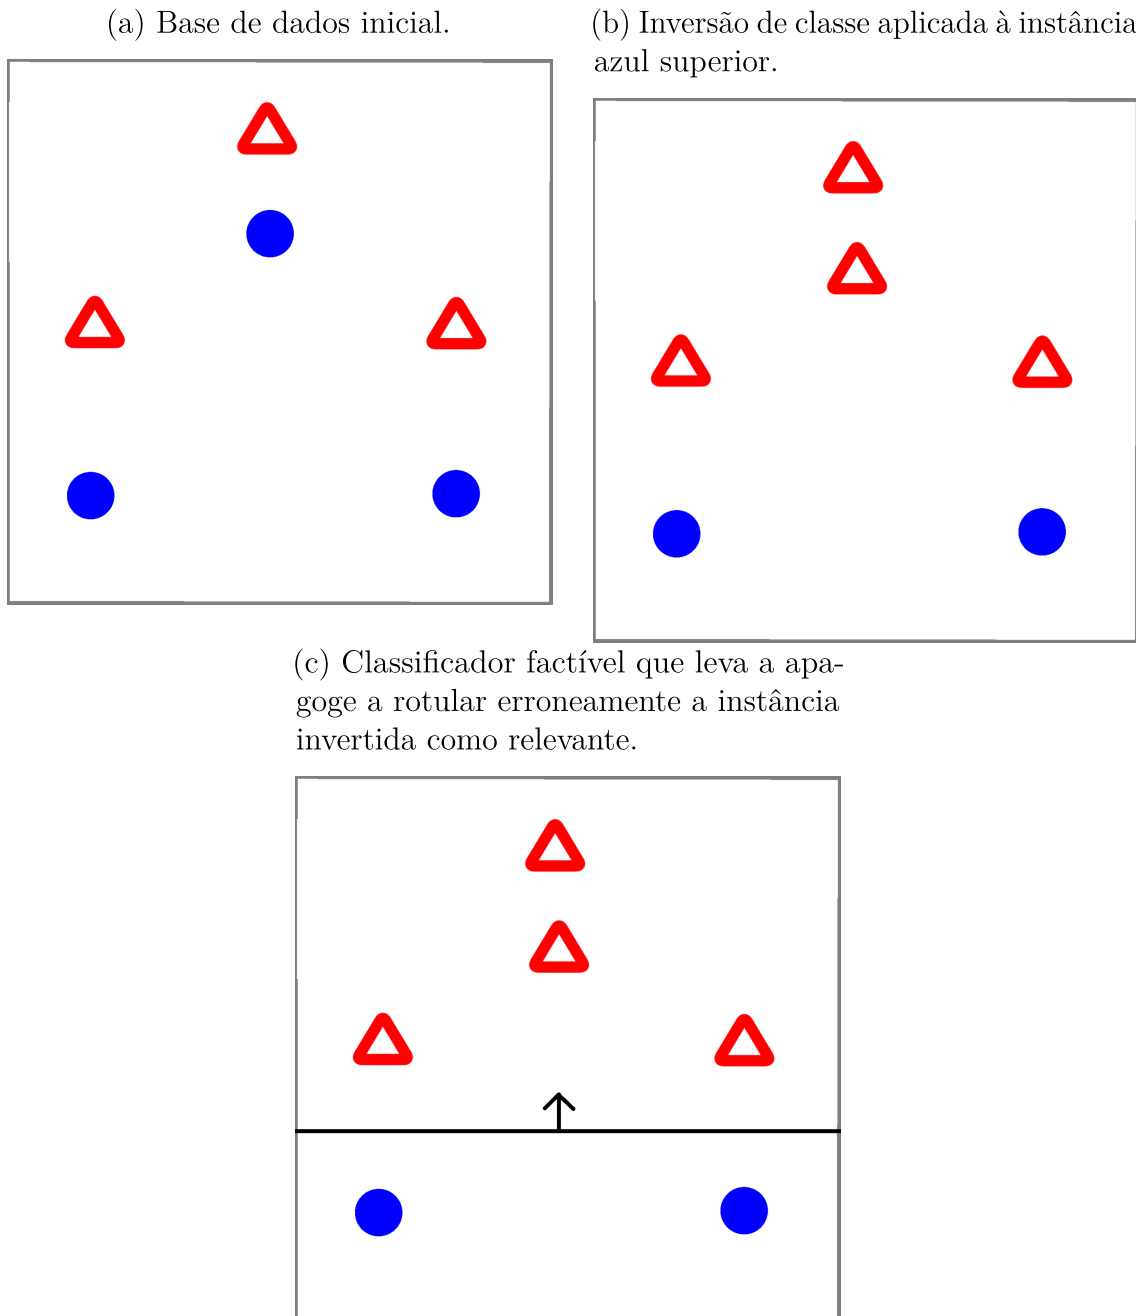 (a) Base de dados inicial.
(b) Inversão de classe aplicada à instância
azul superior.
(c) Classificador factível que leva a apa-
goge a rotular erroneamente a instância
invertida como relevante.